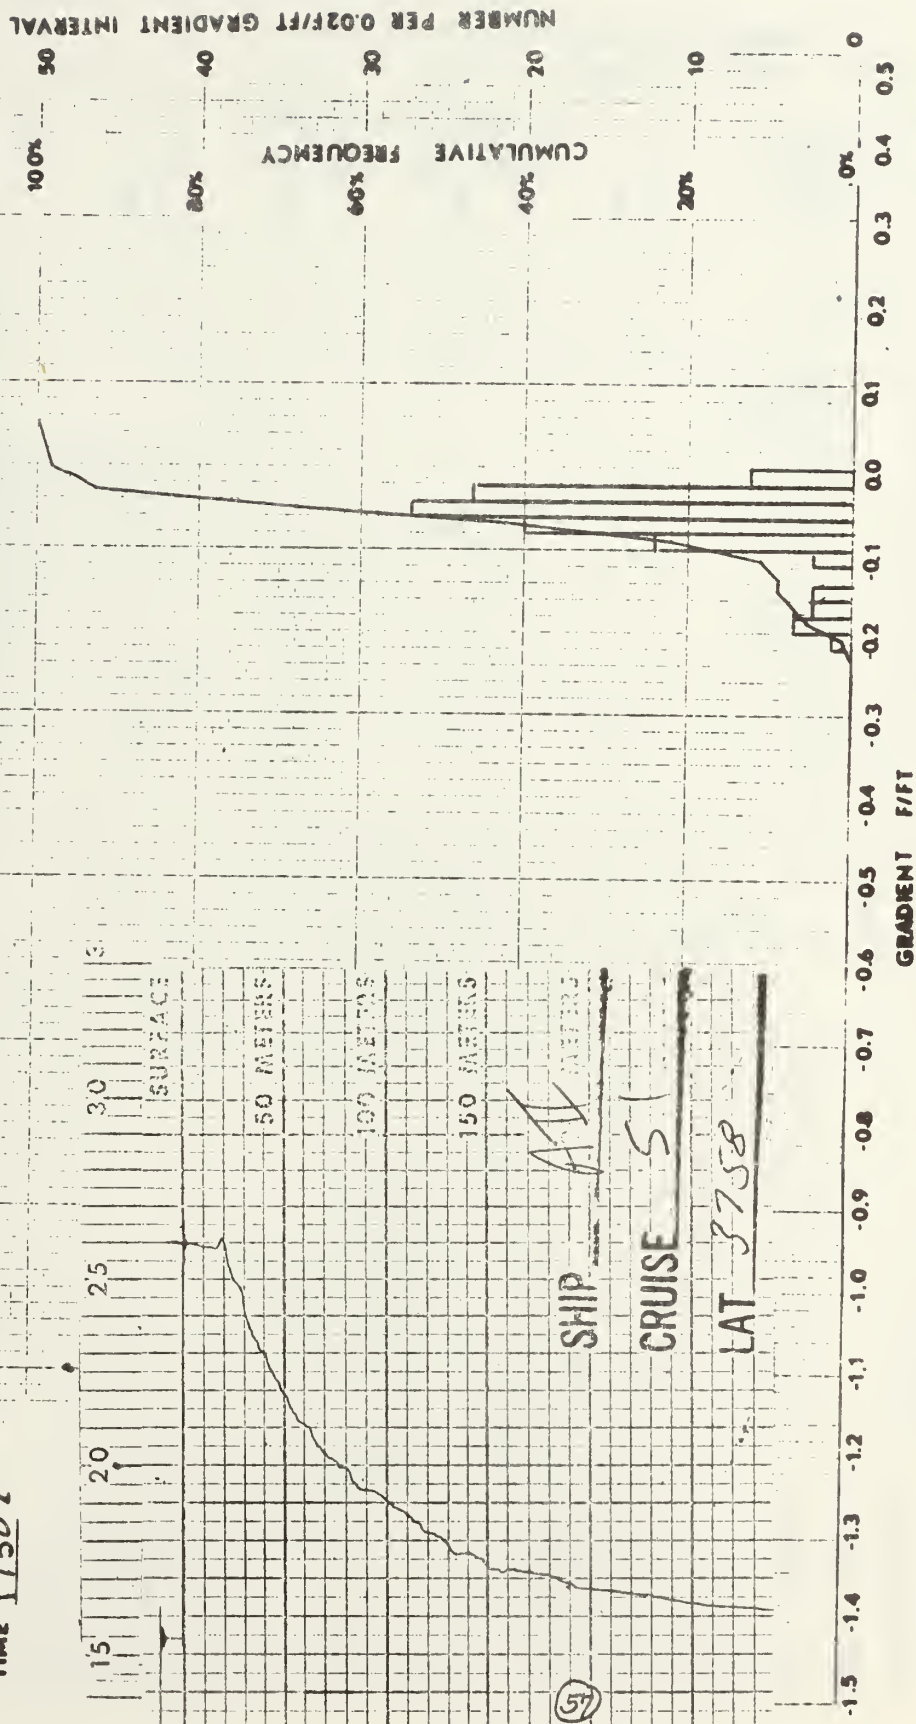 TIME 1750 Z
15 20 25 30
SURFACE
50 METERS
100 METERS
150 METERS
METERS
SHIP AII
CRUISE 51
LAT 3758
57
-1.5 -1.4 -1.3 -1.2 -1.1 -1.0 -0.9 -0.8 -0.7 -0.6 -0.5 -0.4 -0.3 -0.2 -0.1 0.0 0.1 0.2 0.3 0.4 0.5
GRADIENT F/FT
100%
80%
60%
40%
20%
0%
CUMULATIVE FREQUENCY
50
40
30
20
10
0
NUMBER PER 0.02F/FT GRADIENT INTERVAL